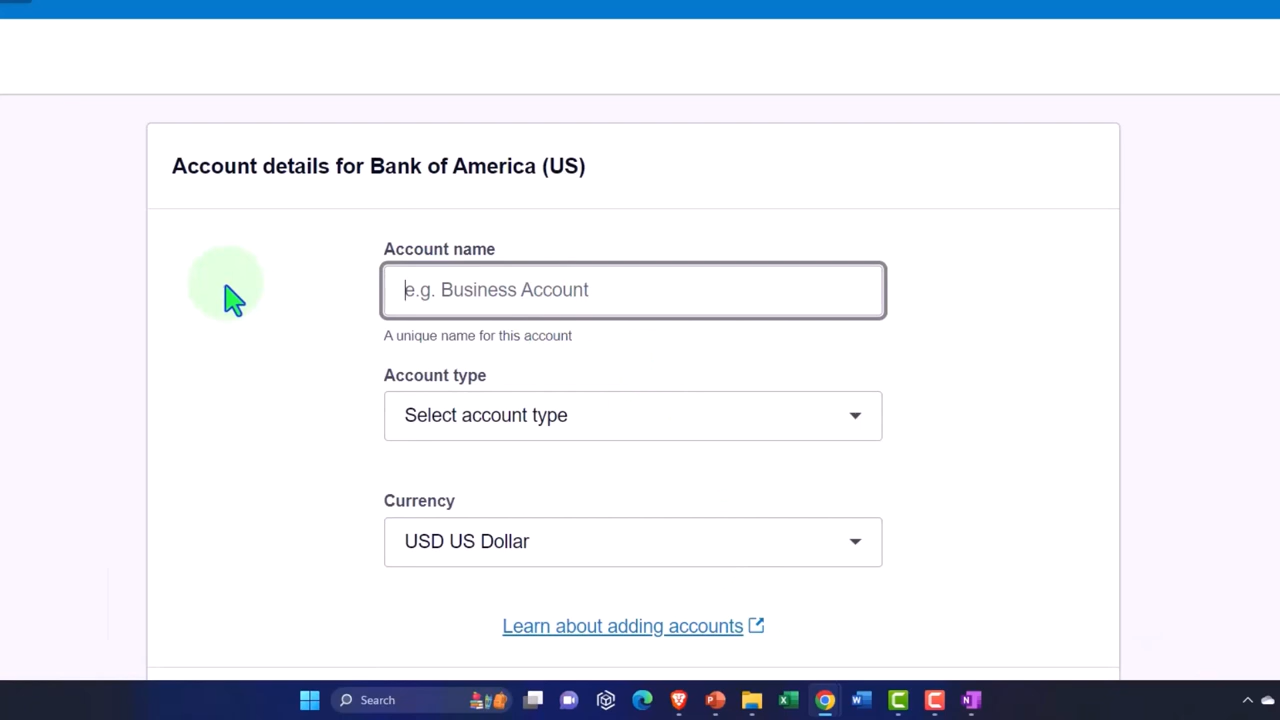 Account details for Bank of America (US)
Account name
e.g. Business Account
A unique name for this account
Account type
Select account type
Currency
USD US Dollar
Learn about adding accounts
Search